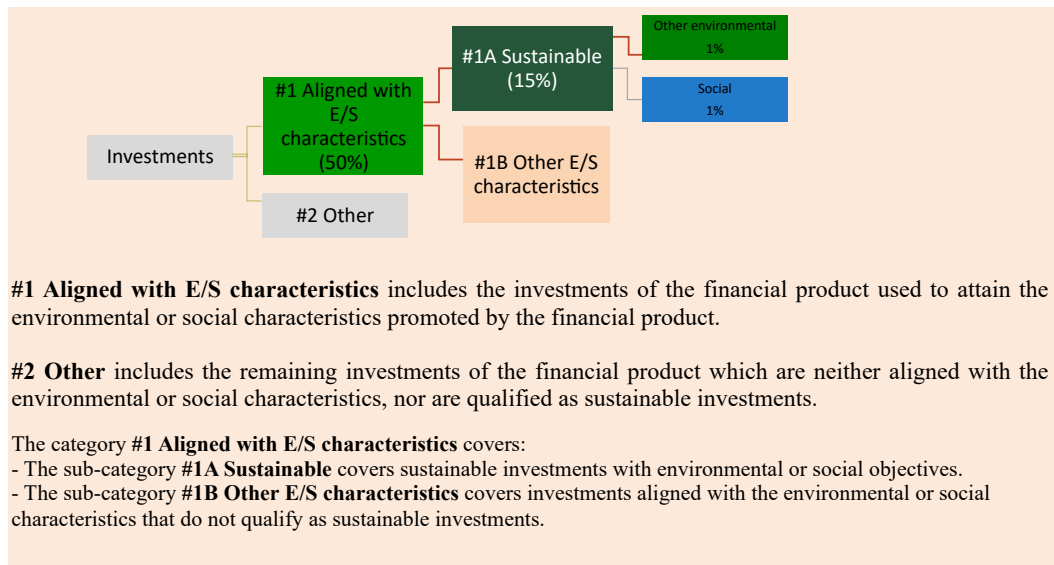 Other environmental
1%
#1A Sustainable
(15%)
Social
1%
#1 Aligned with
E/S
characteristics
(50%)
Investments
#1B Other E/S
characteristics
#2 Other
#1 Aligned with E/S characteristics includes the investments of the financial product used to attain the
environmental or social characteristics promoted by the financial product.
#2 Other includes the remaining investments of the financial product which are neither aligned with the
environmental or social characteristics, nor are qualified as sustainable investments.
The category #1 Aligned with E/S characteristics covers:
- The sub-category #1A Sustainable covers sustainable investments with environmental or social objectives.
- The sub-category #1B Other E/S characteristics covers investments aligned with the environmental or social
characteristics that do not qualify as sustainable investments.